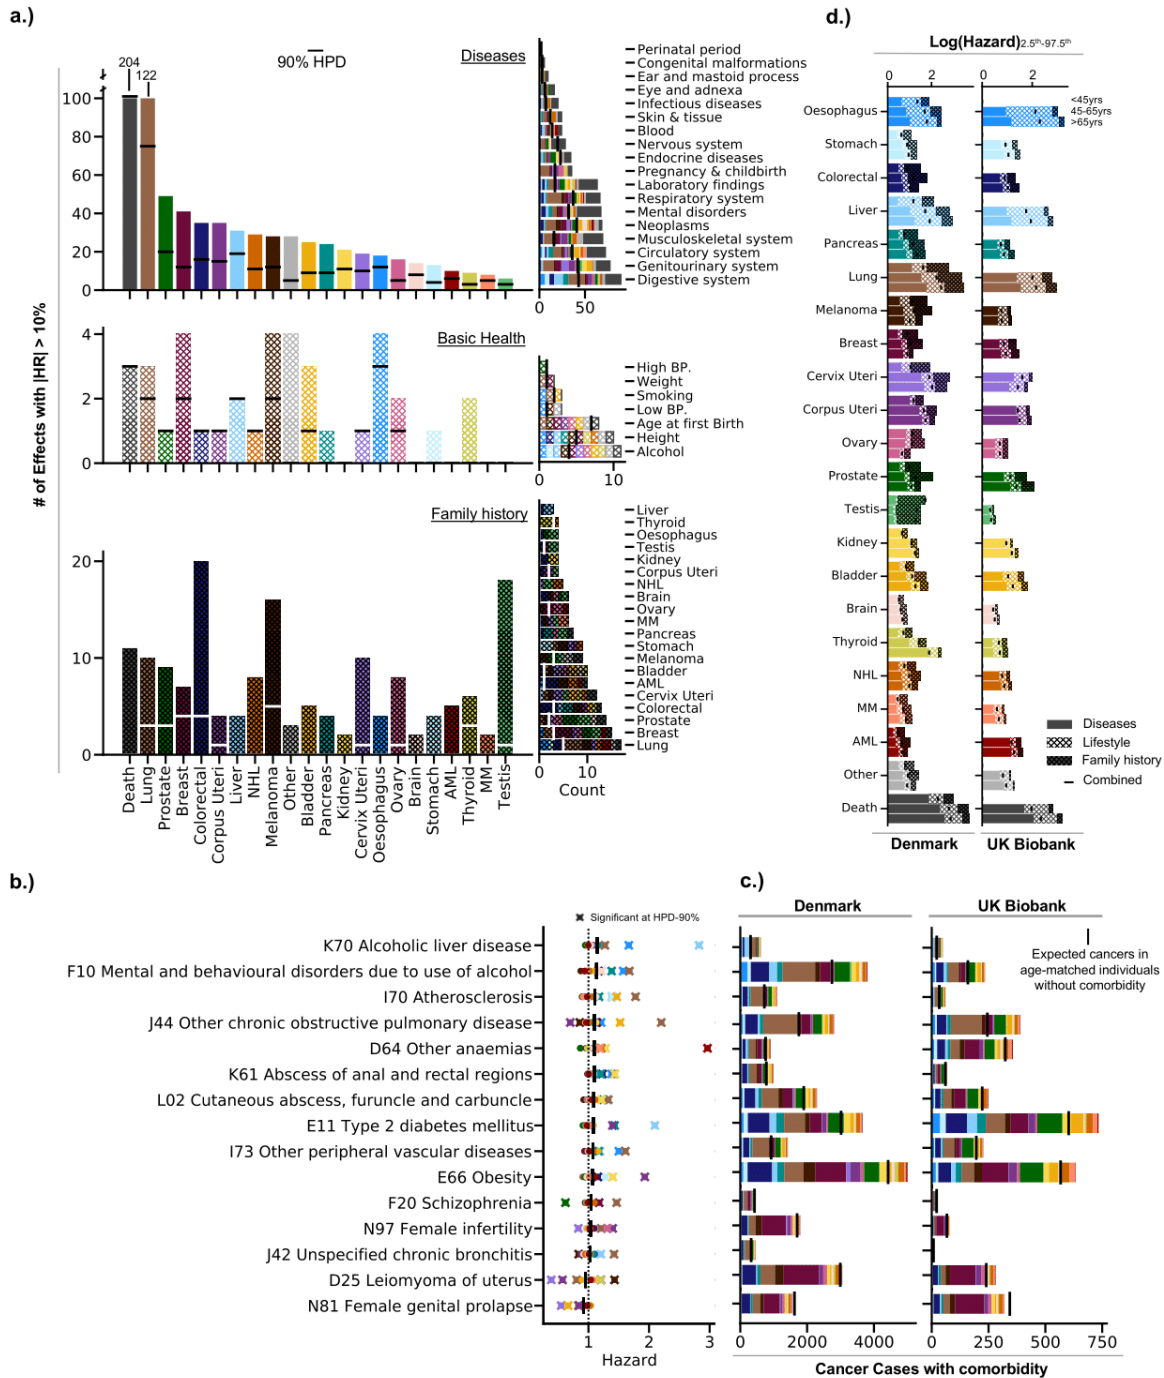 a.)
# of Effects with |HR| > 10%
204
122
90% HPD
Diseases
100
80
60
40
20
0
Perinatal period
Congenital malformations
Ear and mastoid process
Eye and adnexa
Infectious diseases
Skin & tissue
Blood
Nervous system
Endocrine diseases
Pregnancy & childbirth
Laboratory findings
Respiratory system
Mental disorders
Neoplasms
Musculoskeletal system
Circulatory system
Genitourinary system
Digestive system
0 50
Basic Health
4
2
0
High BP.
Weight
Smoking
Low BP.
Age at first Birth
Height
Alcohol
0 10
Family history
20
10
0
Liver
Thyroid
Oesophagus
Testis
Kidney
Corpus Uteri
NHL
Brain
Ovary
MM
Pancreas
Stomach
Melanoma
Bladder
AML
Cervix Uteri
Colorectal
Prostate
Breast
Lung
0 10
Count
Death
Lung
Prostate
Breast
Colorectal
Corpus Uteri
Liver
NHL
Melanoma
Other
Bladder
Pancreas
Kidney
Cervix Uteri
Oesophagus
Ovary
Brain
Stomach
AML
Thyroid
MM
Testis
d.)
Log(Hazard)2.5th-97.5th
0 2 0 2
<45yrs
45-65yrs
>65yrs
Oesophagus
Stomach
Colorectal
Liver
Pancreas
Lung
Melanoma
Breast
Cervix Uteri
Corpus Uteri
Ovary
Prostate
Testis
Kidney
Bladder
Brain
Thyroid
NHL
MM
AML
Other
Death
Diseases
Lifestyle
Family history
Combined
Denmark UK Biobank
b.)
Significant at HPD-90%
K70 Alcoholic liver disease
F10 Mental and behavioural disorders due to use of alcohol
I70 Atherosclerosis
J44 Other chronic obstructive pulmonary disease
D64 Other anaemias
K61 Abscess of anal and rectal regions
L02 Cutaneous abscess, furuncle and carbuncle
E11 Type 2 diabetes mellitus
I73 Other peripheral vascular diseases
E66 Obesity
F20 Schizophrenia
N97 Female infertility
J42 Unspecified chronic bronchitis
D25 Leiomyoma of uterus
N81 Female genital prolapse
1 2 3
Hazard
c.)
Denmark UK Biobank
Expected cancers in
age-matched individuals
without comorbidity
0 2000 4000 0 250 500 750
Cancer Cases with comorbidity